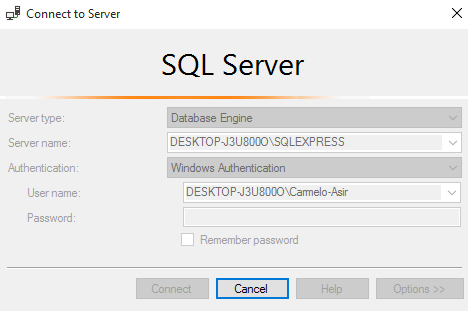 Connect to Server
SQL Server
Server type: Database Engine
Server name: DESKTOP-J3U800O\SQLEXPRESS
Authentication: Windows Authentication
User name: DESKTOP-J3U800O\Carmelo-Asir
Password:
Remember password
Connect Cancel Help Options >>